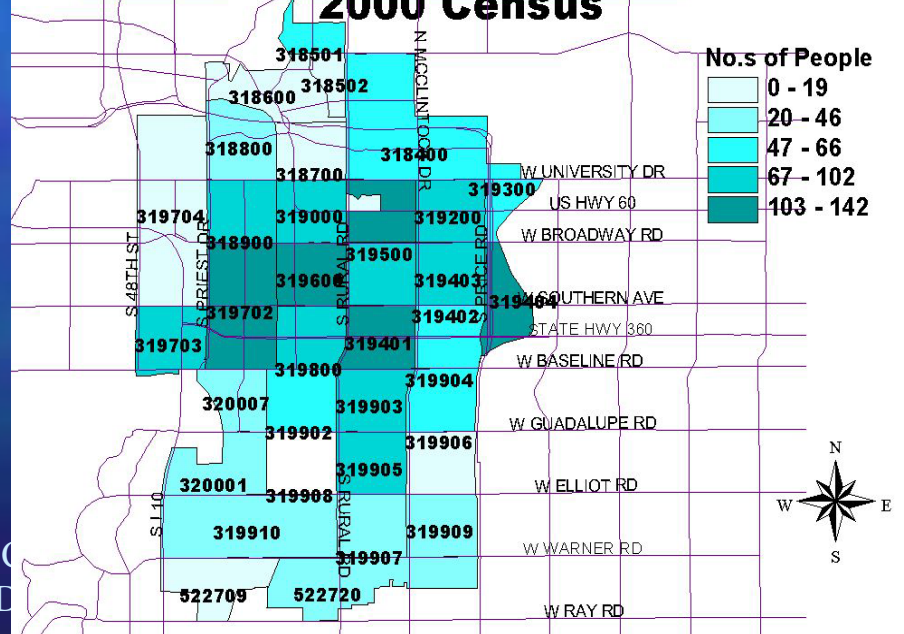 2000 Census
No.s of People
0 - 19
20 - 46
47 - 66
67 - 102
103 - 142
N MCCLINTOCK DR
318501
318502
318600
318800
318400
318700
W UNIVERSITY DR
319300
US HWY 60
319704
319000
319200
W BROADWAY RD
318900
319500
S 48TH ST
S PRIEST DR
S RURAL RD
S PRICE RD
319600
319403
W SOUTHERN AVE
319404
319702
319402
STATE HWY 360
319703
319401
W BASELINE RD
319800
319904
320007
319903
W GUADALUPE RD
319902
319906
319905
320001
W ELLIOT RD
319908
S I 10
S RURAL RD
319910
319909
W WARNER RD
319907
522709
522720
W RAY RD
N
W
E
S